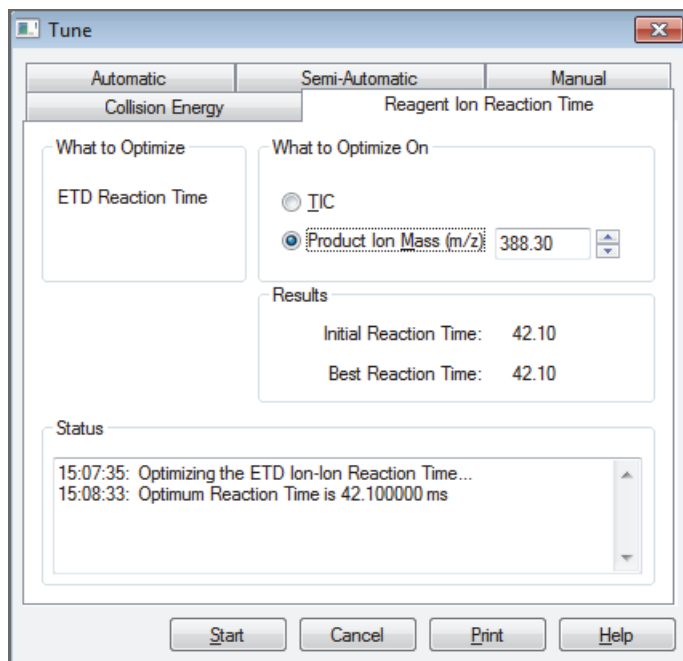 Tune
Automatic
Semi-Automatic
Manual
Collision Energy
Reagent Ion Reaction Time
What to Optimize
ETD Reaction Time
What to Optimize On
TIC
Product Ion Mass (m/z)
388.30
Results
Initial Reaction Time: 42.10
Best Reaction Time: 42.10
Status
15:07:35: Optimizing the ETD Ion-Ion Reaction Time...
15:08:33: Optimum Reaction Time is 42.100000 ms
Start
Cancel
Print
Help